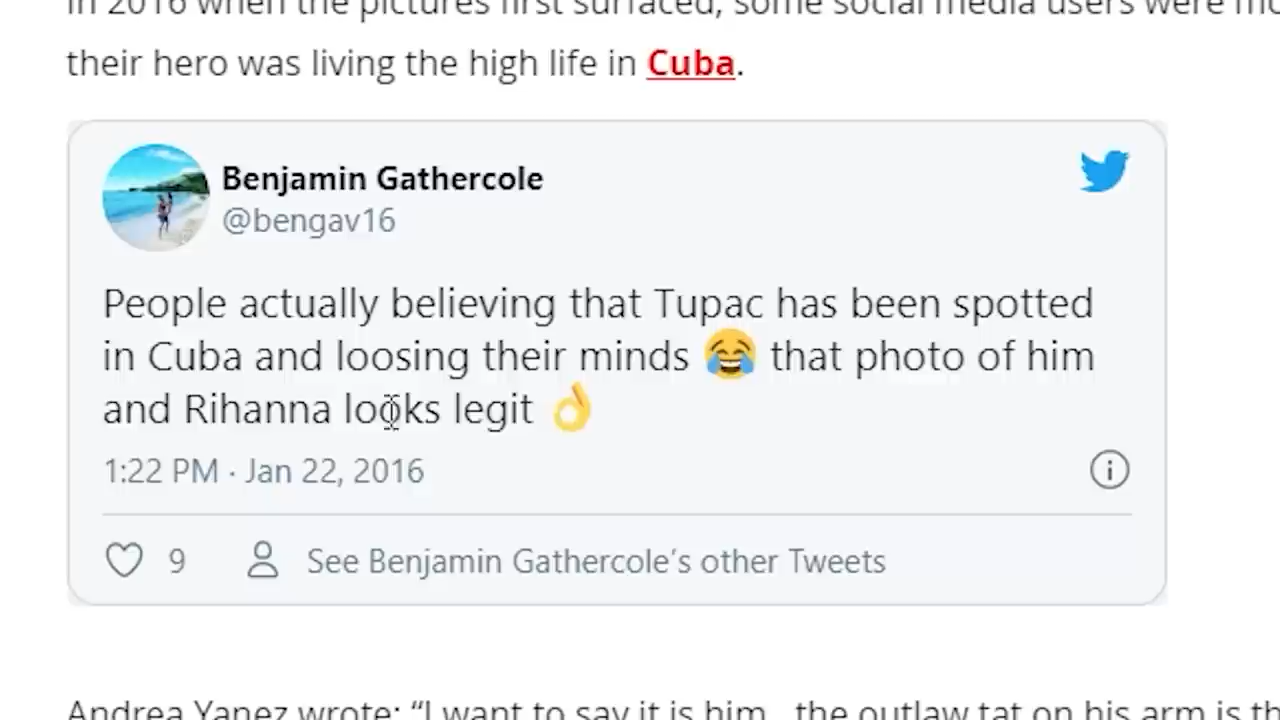 In 2016 when the pictures first surfaced, some social media users were
their hero was living the high life in Cuba.
Benjamin Gathercole
@bengav16
People actually believing that Tupac has been spotted
in Cuba and loosing their minds 😂 that photo of him
and Rihanna looks legit 👌
1:22 PM · Jan 22, 2016
9 See Benjamin Gathercole's other Tweets
Andrea Yanez wrote: “I want to say it is him.. the outlaw tat on his arm is